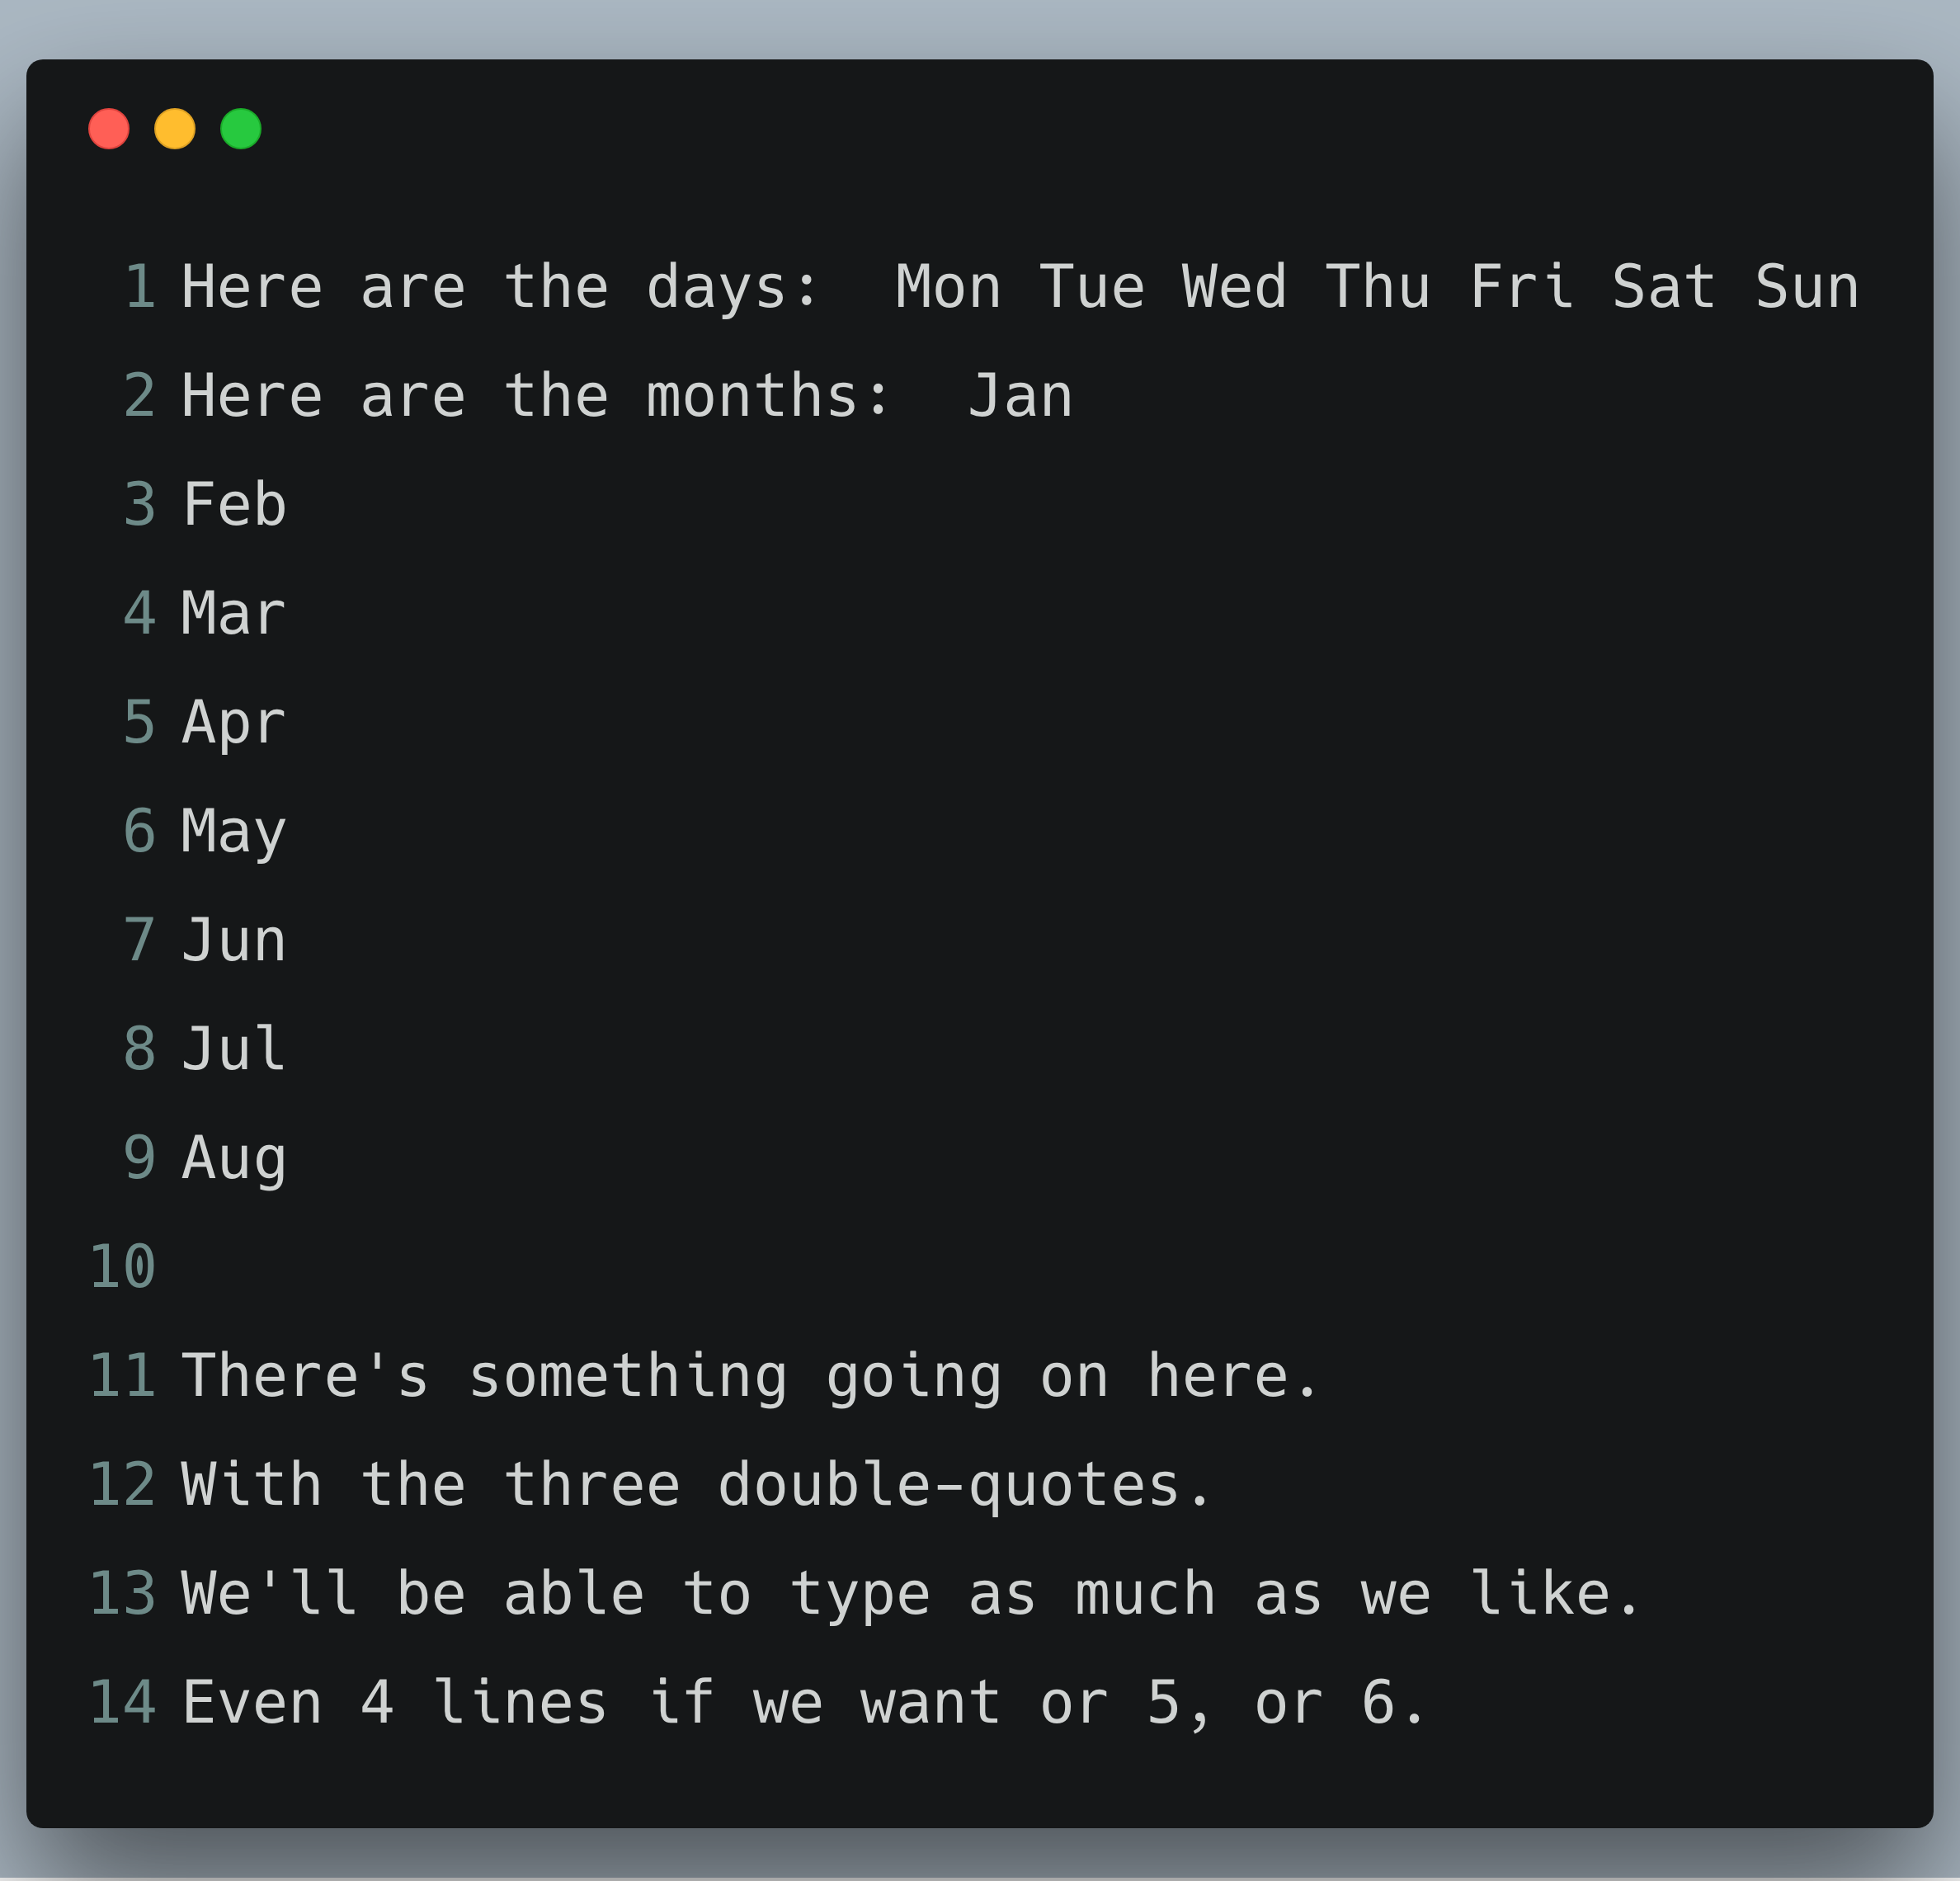 1 Here are the days:  Mon Tue Wed Thu Fri Sat Sun
2 Here are the months:  Jan
3 Feb
4 Mar
5 Apr
6 May
7 Jun
8 Jul
9 Aug
10
11 There's something going on here.
12 With the three double-quotes.
13 We'll be able to type as much as we like.
14 Even 4 lines if we want or 5, or 6.